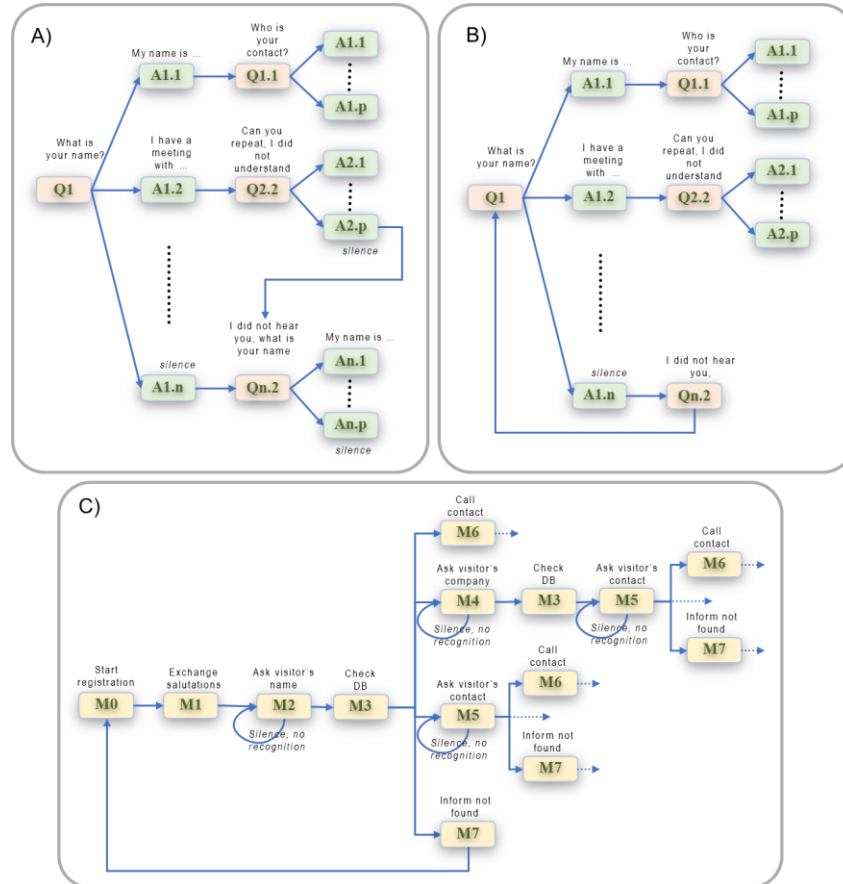 A)
My name is ...
A1.1
Who is
your
contact?
Q1.1
A1.1
A1.p
What is
your name?
Q1
I have a
meeting
with ...
A1.2
Can you
repeat, I did
not
understand
Q2.2
A2.1
A2.p
silence
I did not hear
you, what is
your name
My name is ...
silence
A1.n
Qn.2
An.1
An.p
silence
B)
My name is ...
A1.1
Who is
your
contact?
Q1.1
A1.1
A1.p
What is
your name?
Q1
I have a
meeting
with ...
A1.2
Can you
repeat, I did
not
understand
Q2.2
A2.1
A2.p
silence
A1.n
I did not hear
you,
Qn.2
C)
Call
contact
M6
Ask visitor's
company
M4
Silence, no
recognition
Check
DB
M3
Ask visitor's
contact
M5
Silence, no
recognition
Call
contact
M6
Inform not
found
M7
Start
registration
M0
Exchange
salutations
M1
Ask visitor's
name
M2
Silence, no
recognition
Check
DB
M3
Ask visitor's
contact
M5
Silence, no
recognition
Call
contact
M6
Inform not
found
M7
Inform not
found
M7